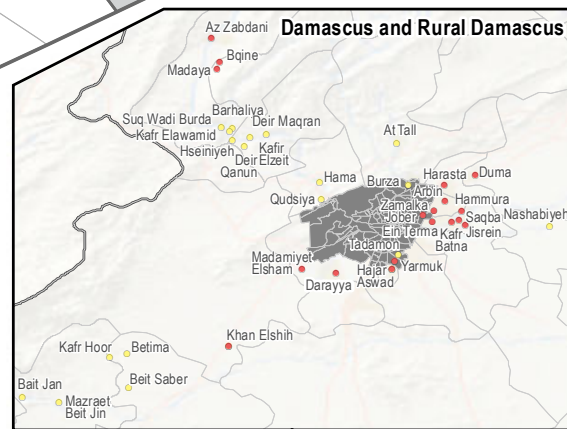 Damascus and Rural Damascus
Az Zabdani
Bqine
Madaya
Barhaliya
Suq Wadi Burda
Deir Maqran
Kafr Elawamid
Kafir
Hseiniyeh
Deir Elzeit
Qanun
At Tall
Hama
Qudsiya
Burza
Harasta
Duma
Arbin
Hammura
Zamalka
Jober
Saqba
Nashabiyeh
Ein Terma
Kafr
Batna
Jisrein
Tadamon
Yarmuk
Madamiyet
Elsham
Hajar
Aswad
Darayya
Khan Elshih
Kafr Hoor
Betima
Beit Saber
Bait Jan
Mazraet
Beit Jin